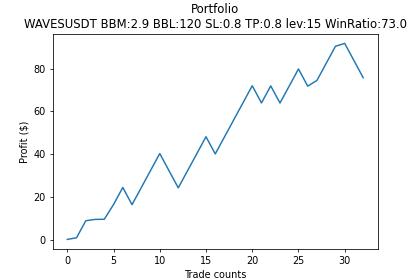 Portfolio
WAVESUSDT BBM:2.9 BBL:120 SL:0.8 TP:0.8 lev:15 WinRatio:73.0
80
60
40
20
0
Profit ($)
0 5 10 15 20 25 30
Trade counts